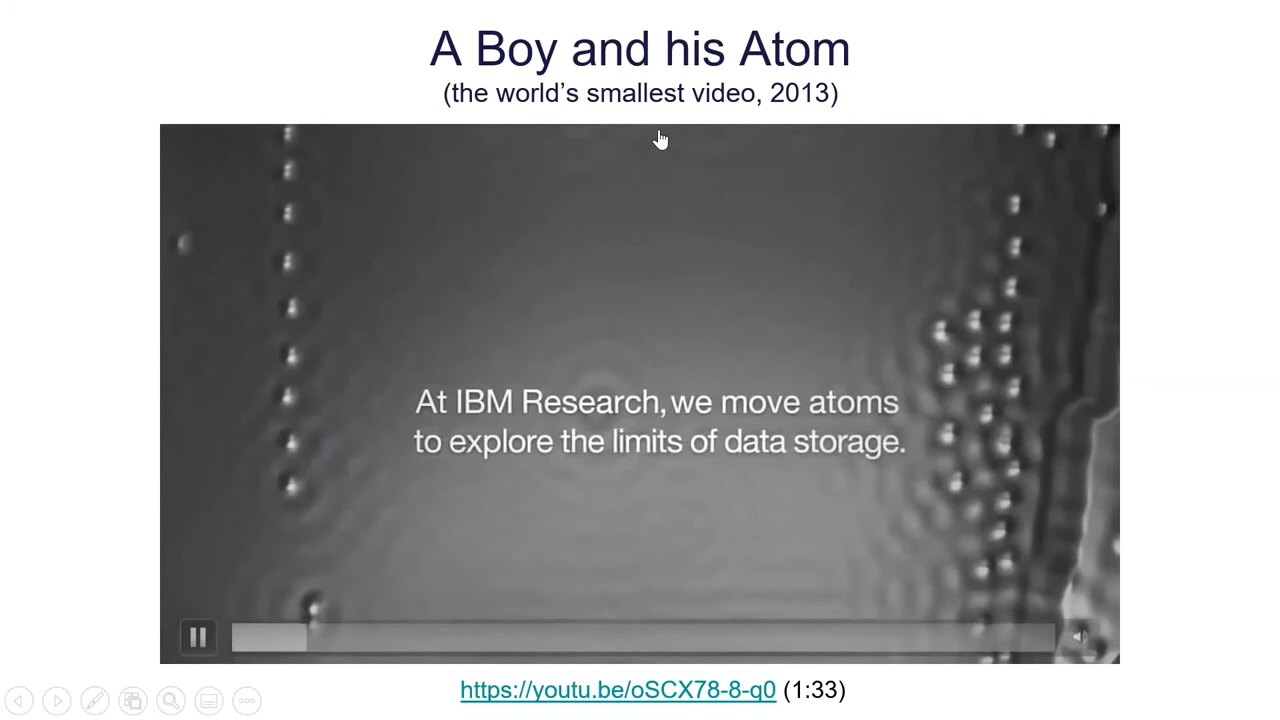 A Boy and his Atom
(the world’s smallest video, 2013)
At IBM Research, we move atoms
to explore the limits of data storage.
https://youtu.be/oSCX78-8-q0 (1:33)